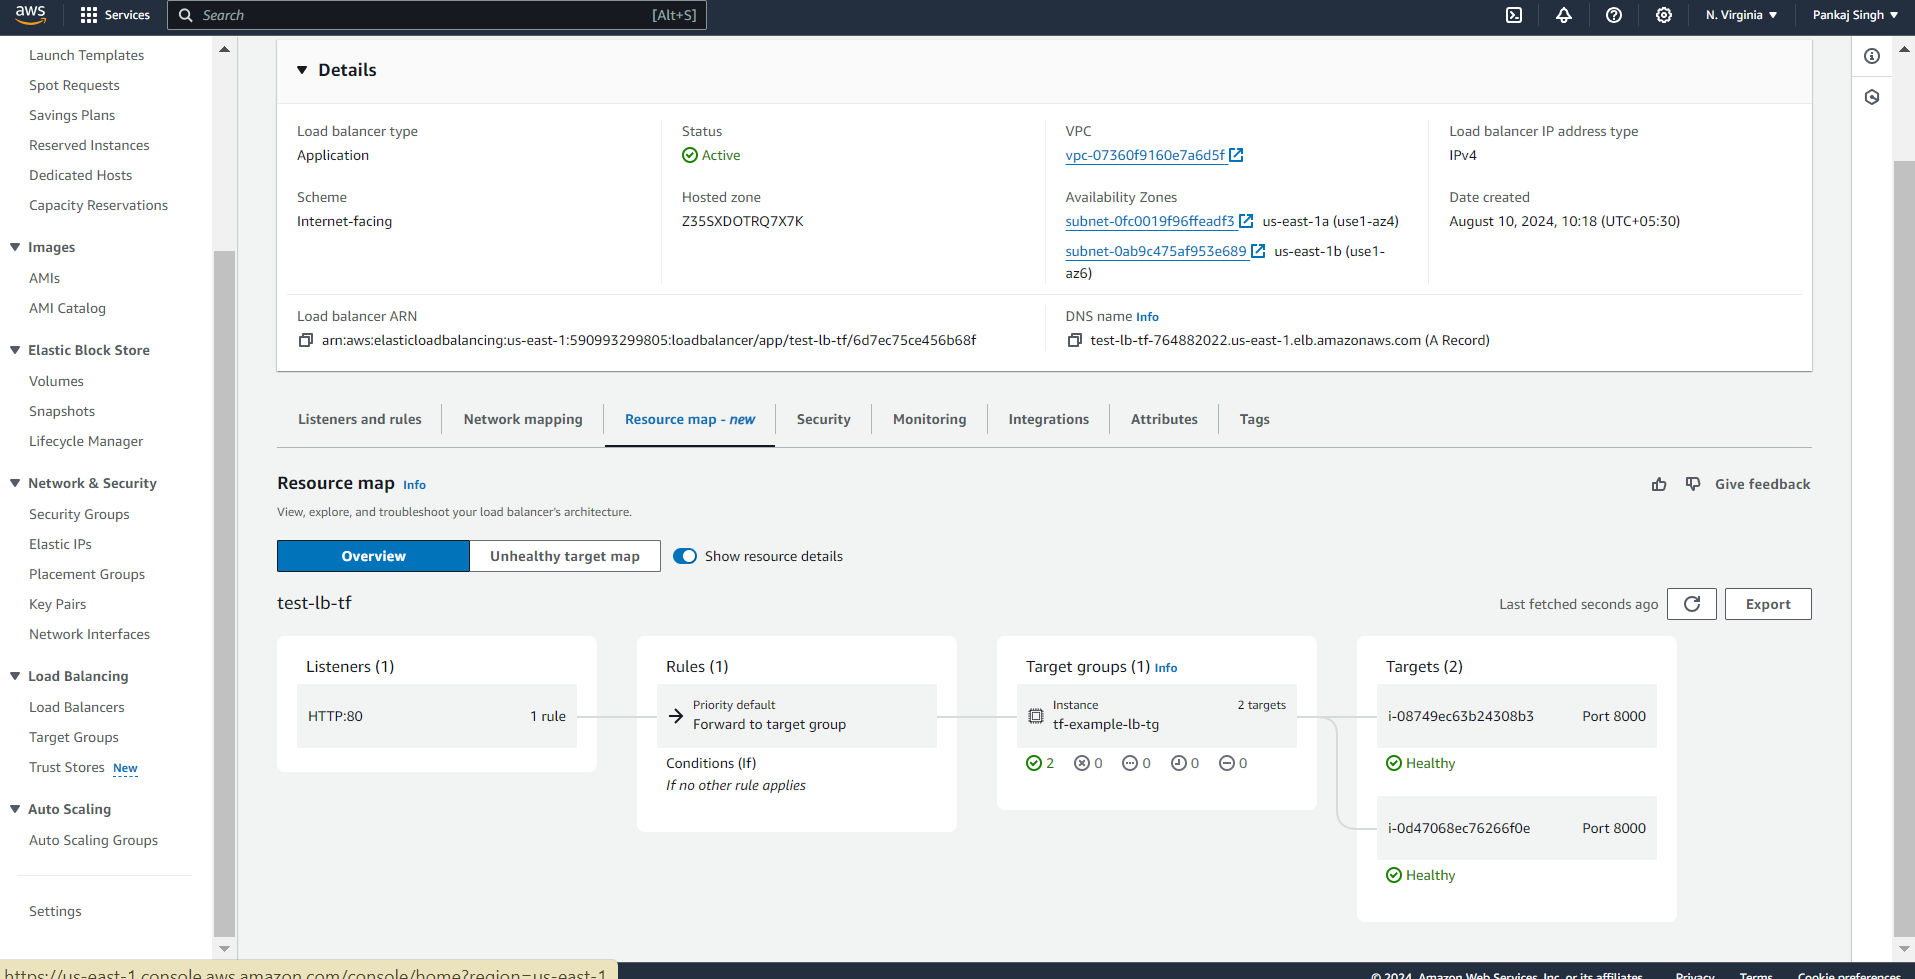 aws
Services
Search
[Alt+S]
N. Virginia
Pankaj Singh
Launch Templates
Spot Requests
Savings Plans
Reserved Instances
Dedicated Hosts
Capacity Reservations
Images
AMIs
AMI Catalog
Elastic Block Store
Volumes
Snapshots
Lifecycle Manager
Network & Security
Security Groups
Elastic IPs
Placement Groups
Key Pairs
Network Interfaces
Load Balancing
Load Balancers
Target Groups
Trust Stores New
Auto Scaling
Auto Scaling Groups
Settings
Details
Load balancer type
Application
Status
Active
VPC
vpc-07360f9160e7a6d5f
Load balancer IP address type
IPv4
Scheme
Internet-facing
Hosted zone
Z35SXDOTRQ7X7K
Availability Zones
subnet-0fc0019f96ffeadf3 us-east-1a (use1-az4)
subnet-0ab9c475af953e689 us-east-1b (use1-
az6)
Date created
August 10, 2024, 10:18 (UTC+05:30)
Load balancer ARN
arn:aws:elasticloadbalancing:us-east-1:590993299805:loadbalancer/app/test-lb-tf/6d7ec75ce456b68f
DNS name Info
test-lb-tf-764882022.us-east-1.elb.amazonaws.com (A Record)
Listeners and rules
Network mapping
Resource map - new
Security
Monitoring
Integrations
Attributes
Tags
Resource map Info
Give feedback
View, explore, and troubleshoot your load balancer's architecture.
Overview
Unhealthy target map
Show resource details
test-lb-tf
Last fetched seconds ago
Export
Listeners (1)
HTTP:80 1 rule
Rules (1)
Priority default
Forward to target group
Conditions (If)
If no other rule applies
Target groups (1) Info
Instance 2 targets
tf-example-lb-tg
2 0 0 0 0
Targets (2)
i-08749ec63b24308b3 Port 8000
Healthy
i-0d47068ec76266f0e Port 8000
Healthy
https://us-east-1.console.aws.amazon.com/console/home?region=us-east-1
© 2024, Amazon Web Services, Inc. or its affiliates.
Privacy
Terms
Cookie preferences